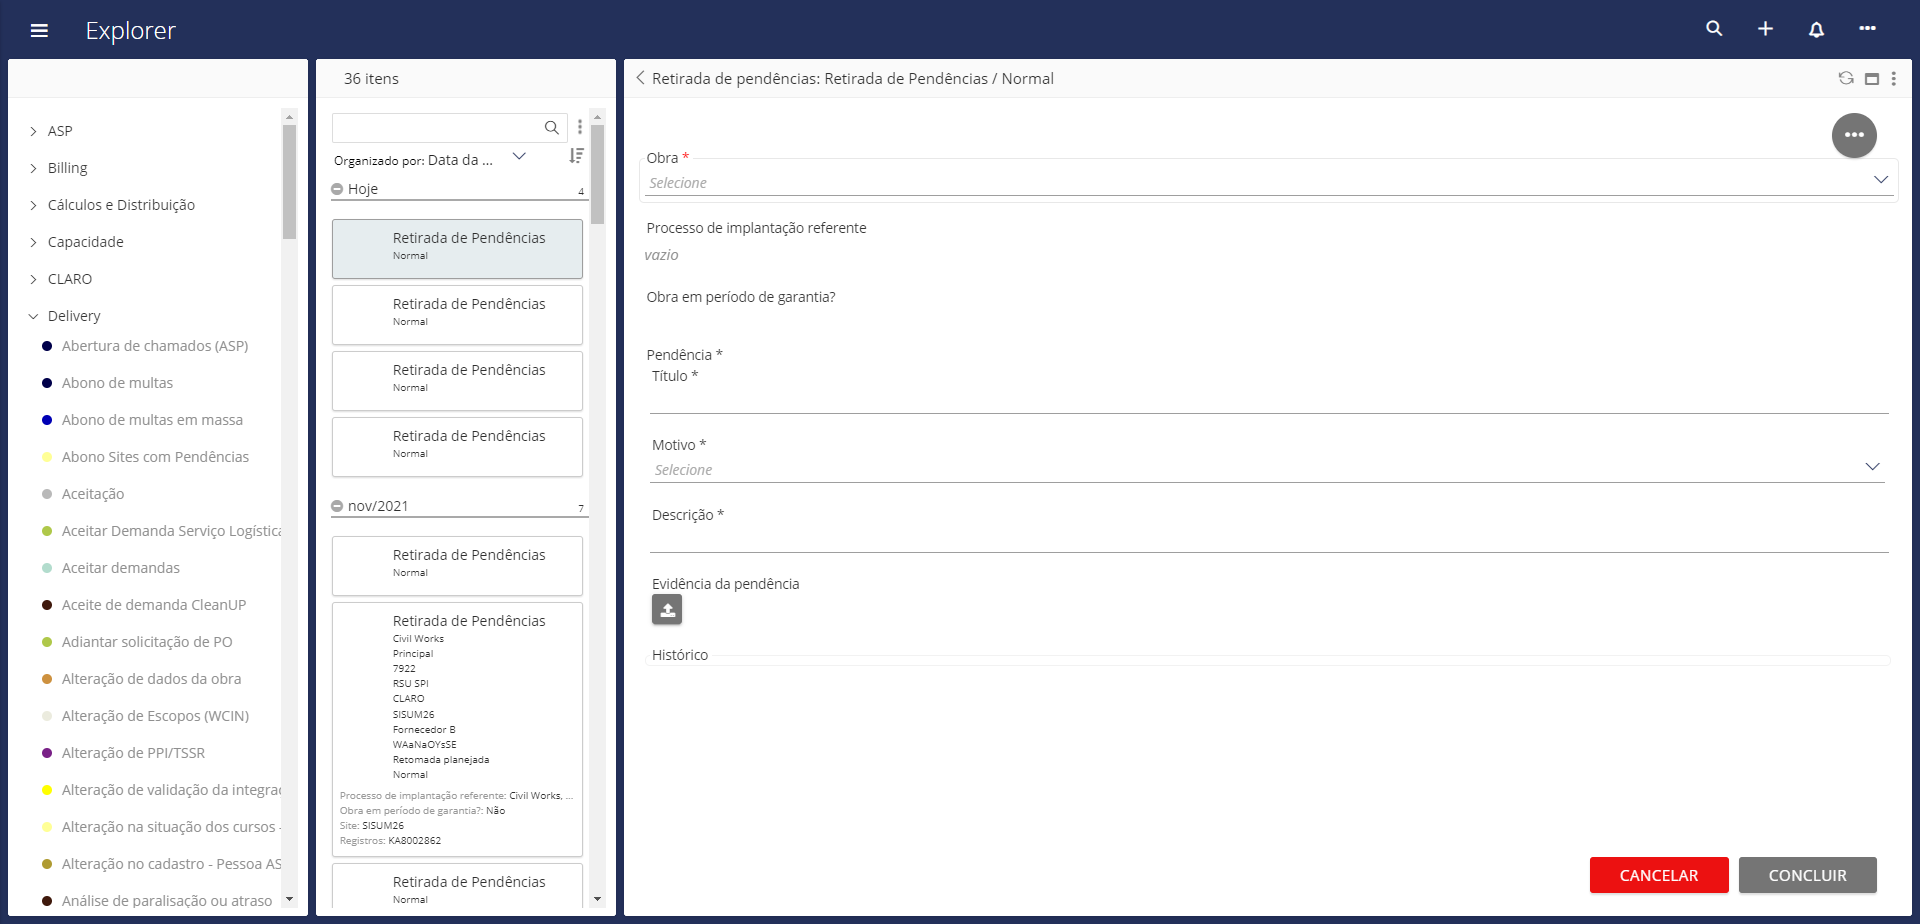 Explorer
ASP
Billing
Cálculos e Distribuição
Capacidade
CLARO
Delivery
Abertura de chamados (ASP)
Abono de multas
Abono de multas em massa
Abono Sites com Pendências
Aceitação
Aceitar Demanda Serviço Logística
Aceitar demandas
Aceite de demanda CleanUP
Adiantar solicitação de PO
Alteração de dados da obra
Alteração de Escopos (WCIN)
Alteração de PPI/TSSR
Alteração de validação da integrac
Alteração na situação dos cursos -
Alteração no cadastro - Pessoa AS
Análise de paralisação ou atraso
36 itens
Organizado por: Data da ...
Hoje 4
Retirada de Pendências
Normal
Retirada de Pendências
Normal
Retirada de Pendências
Normal
Retirada de Pendências
Normal
nov/2021 7
Retirada de Pendências
Normal
Retirada de Pendências
Civil Works
Principal
7922
RSU SPI
CLARO
SISUM26
Fornecedor B
WAaNaOYsSE
Retomada planejada
Normal
Processo de implantação referente: Civil Works, ...
Obra em período de garantia?: Não
Site: SISUM26
Registros: KA8002862
Retirada de Pendências
Normal
Retirada de pendências: Retirada de Pendências / Normal
Obra *
Selecione
Processo de implantação referente
vazio
Obra em período de garantia?
Pendência *
Título *
Motivo *
Selecione
Descrição *
Evidência da pendência
Histórico
CANCELAR
CONCLUIR